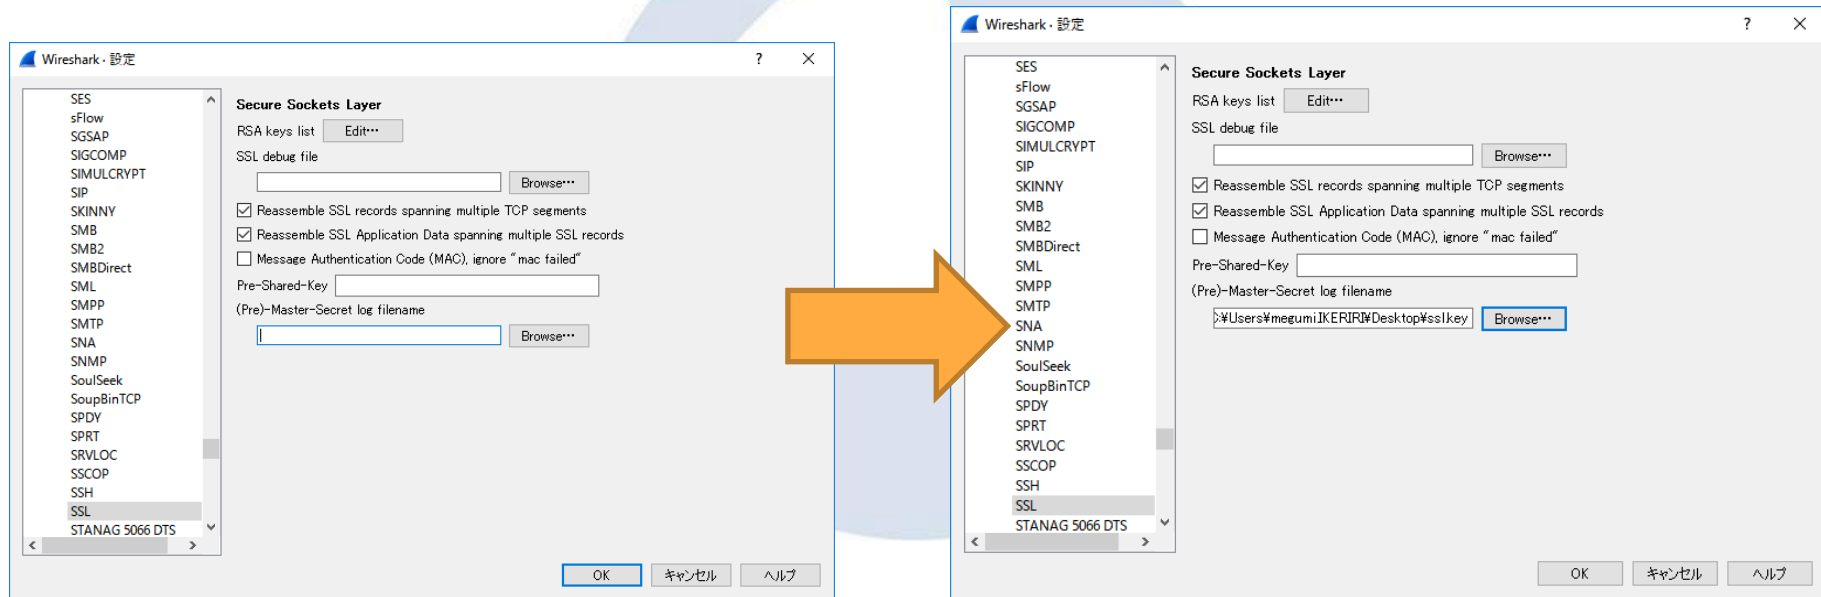 Wireshark・設定
?
SES
sFlow
SGSAP
SIGCOMP
SIMULCRYPT
SIP
SKINNY
SMB
SMB2
SMBDirect
SML
SMPP
SMTP
SNA
SNMP
SoulSeek
SoupBinTCP
SPDY
SPRT
SRVLOC
SSCOP
SSH
SSL
STANAG 5066 DTS
Secure Sockets Layer
RSA keys list Edit…
SSL debug file
Browse…
Reassemble SSL records spanning multiple TCP segments
Reassemble SSL Application Data spanning multiple SSL records
Message Authentication Code (MAC), ignore "mac failed"
Pre-Shared-Key
(Pre)-Master-Secret log filename
Browse…
OK キャンセル ヘルプ
Wireshark・設定
?
SES
sFlow
SGSAP
SIGCOMP
SIMULCRYPT
SIP
SKINNY
SMB
SMB2
SMBDirect
SML
SMPP
SMTP
SNA
SNMP
SoulSeek
SoupBinTCP
SPDY
SPRT
SRVLOC
SSCOP
SSH
SSL
STANAG 5066 DTS
Secure Sockets Layer
RSA keys list Edit…
SSL debug file
Browse…
Reassemble SSL records spanning multiple TCP segments
Reassemble SSL Application Data spanning multiple SSL records
Message Authentication Code (MAC), ignore "mac failed"
Pre-Shared-Key
(Pre)-Master-Secret log filename
:¥Users¥megumi.IKERIRI¥Desktop¥ssl.key Browse…
OK キャンセル ヘルプ